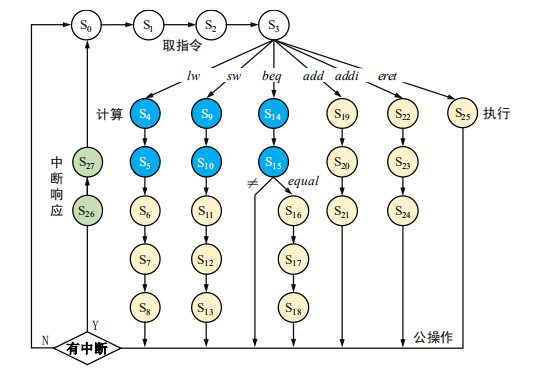 S0 S1 S2 S3
取指令
lw sw beq add addi eret
计算 S4 S9 S14 S19 S22 S25 执行
中断响应
S27 S5 S10 S15 S20 S23
≠ equal
S26 S6 S11 S16 S21 S24
S7 S12 S17
S8 S13 S18
Y
公操作
N 有中断